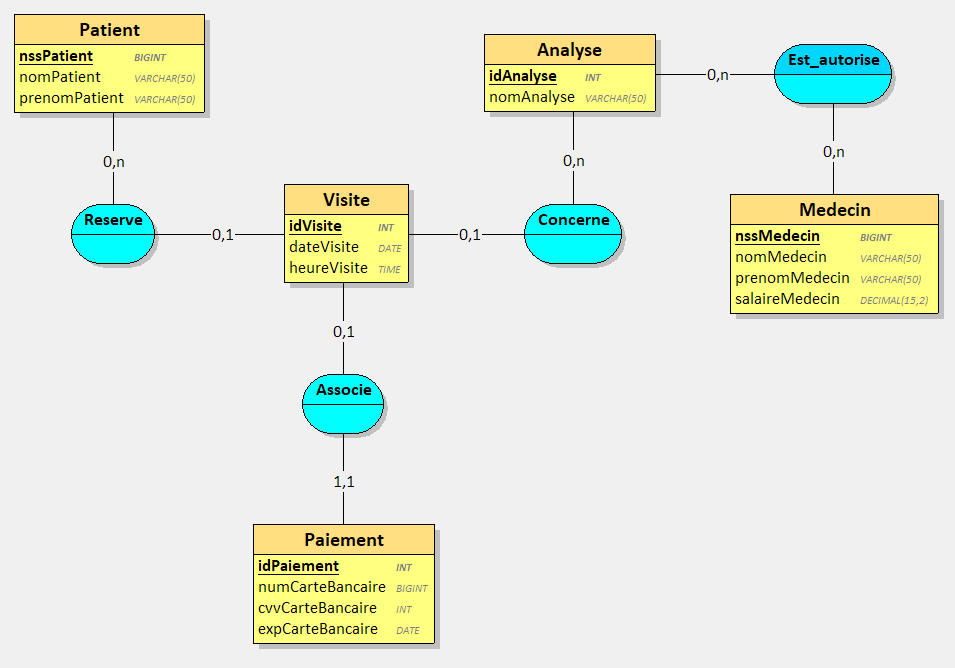 Patient
nssPatient BIGINT
nomPatient VARCHAR(50)
prenomPatient VARCHAR(50)
0,n
Reserve
0,1
Visite
idVisite INT
dateVisite DATE
heureVisite TIME
0,1
Concerne
0,n
Analyse
idAnalyse INT
nomAnalyse VARCHAR(50)
0,n
Est_autorise
0,n
Medecin
nssMedecin BIGINT
nomMedecin VARCHAR(50)
prenomMedecin VARCHAR(50)
salaireMedecin DECIMAL(15,2)
0,1
Associe
1,1
Paiement
idPaiement INT
numCarteBancaire BIGINT
cvvCarteBancaire INT
expCarteBancaire DATE